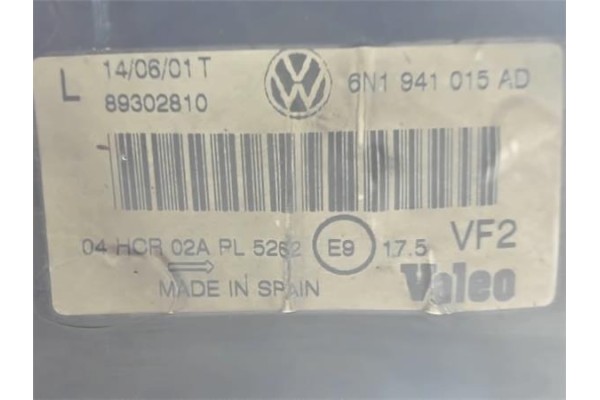 L 14/06/01 T 6N1 941 015 AD
89302810
04 HCR 02A PL 5262 E9 17.5 VF2
MADE IN SPAIN Valeo